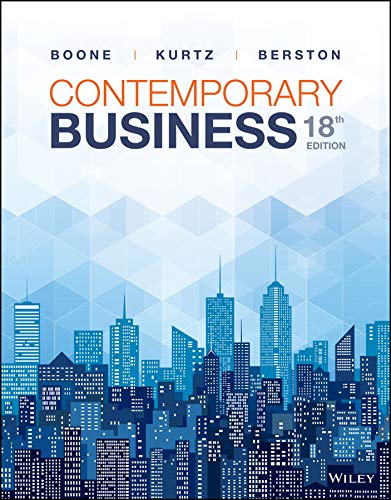 BOONE | KURTZ | BERSTON
CONTEMPORARY
BUSINESS 18th
EDITION
WILEY